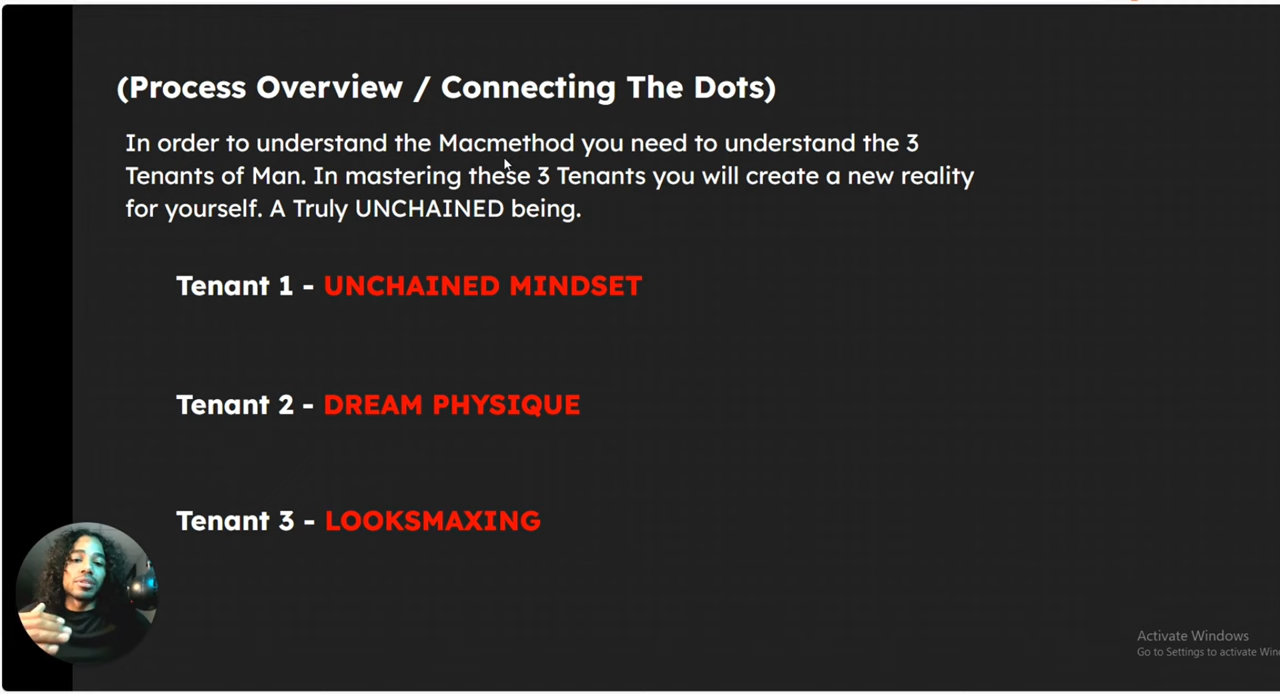 (Process Overview / Connecting The Dots)
In order to understand the Macmethod you need to understand the 3
Tenants of Man. In mastering these 3 Tenants you will create a new reality
for yourself. A Truly UNCHAINED being.
Tenant 1 - UNCHAINED MINDSET
Tenant 2 - DREAM PHYSIQUE
Tenant 3 - LOOKSMAXING
Activate Windows
Go to Settings to activate Win